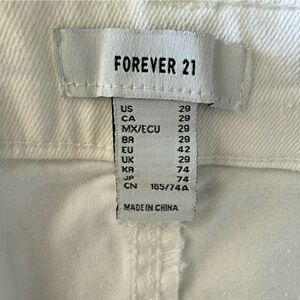 FOREVER 21
US 29
CA 29
MX/ECU 29
BR 29
EU 42
UK 29
KR 74
JP 74
CN 165/74A
MADE IN CHINA